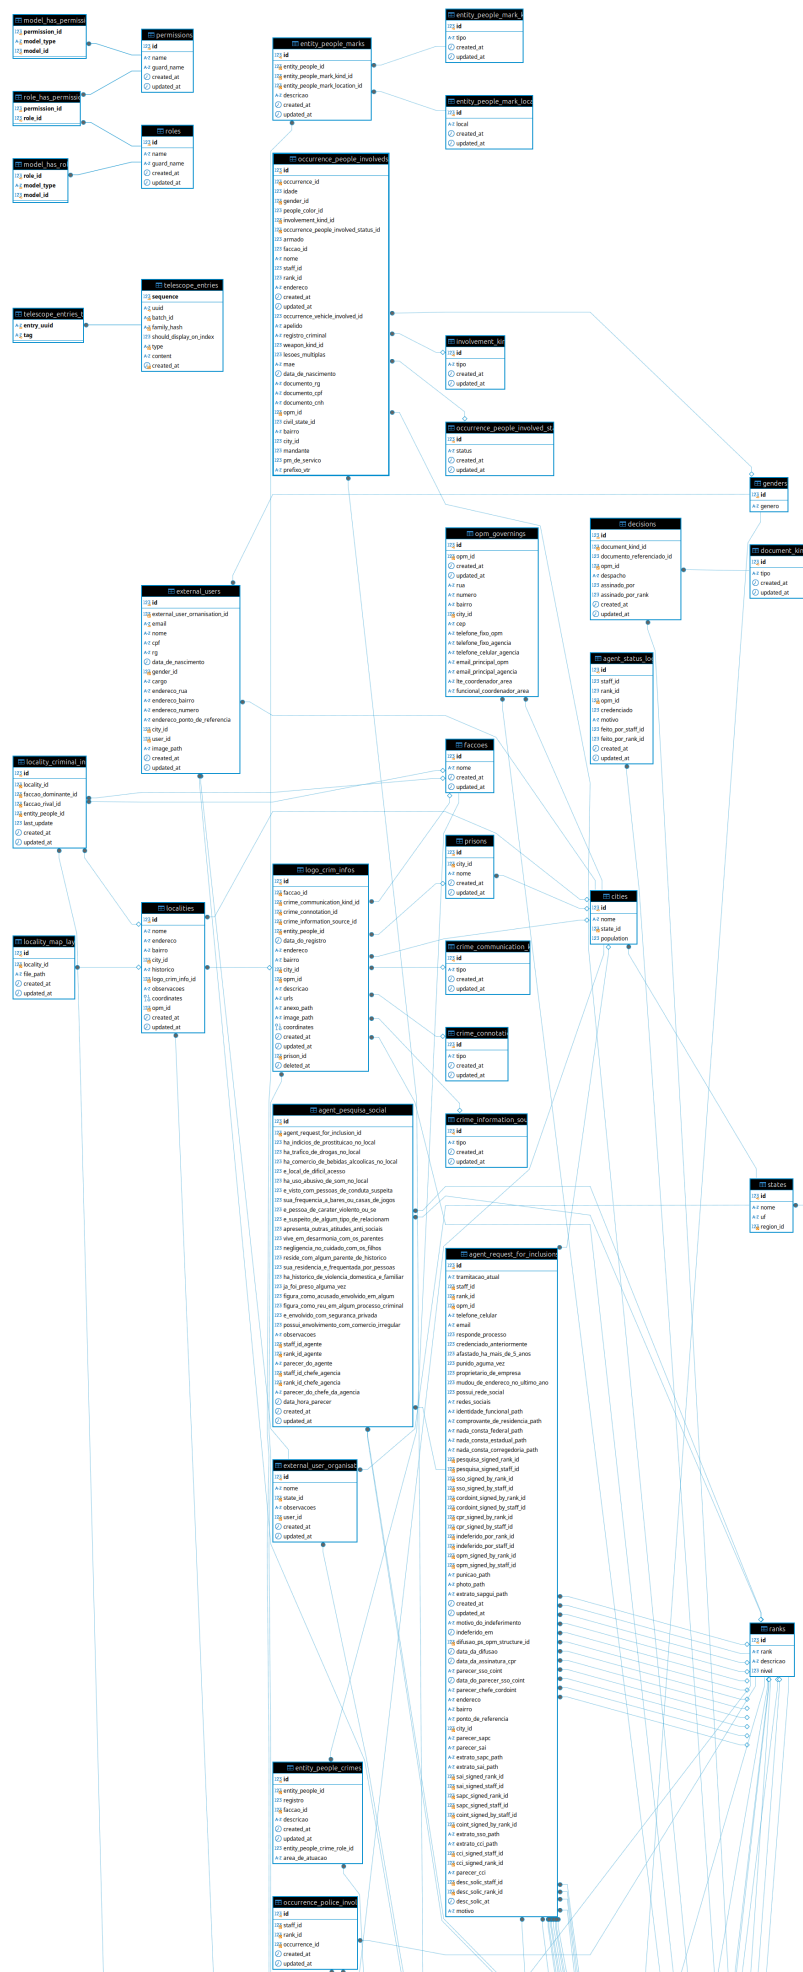 model_has_permissi
permission_id
model_type
model_id
permissions
id
name
guard_name
created_at
updated_at
role_has_permissio
permission_id
role_id
roles
id
name
guard_name
created_at
updated_at
model_has_rol
role_id
model_type
model_id
telescope_entries
sequence
uuid
batch_id
family_hash
should_display_on_index
type
content
created_at
telescope_entries_t
entry_uuid
tag
entity_people_marks
id
entity_people_id
entity_people_mark_kind_id
entity_people_mark_location_id
descricao
created_at
updated_at
entity_people_mark_k
id
tipo
created_at
updated_at
entity_people_mark_loca
id
local
created_at
updated_at
occurrence_people_involveds
id
occurrence_id
idade
gender_id
people_color_id
involvement_kind_id
occurrence_people_involved_status_id
armado
faccao_id
nome
staff_id
rank_id
endereco
created_at
updated_at
occurrence_vehicle_involved_id
apelido
registro_criminal
weapon_kind_id
lesoes_multiplas
mae
data_de_nascimento
documento_rg
documento_cpf
documento_cnh
opm_id
civil_state_id
bairro
city_id
mandante
pm_de_servico
prefixo_vtr
involvement_kin
id
tipo
created_at
updated_at
occurrence_people_involved_sta
id
status
created_at
updated_at
genders
id
genero
opm_governings
id
opm_id
created_at
updated_at
rua
numero
bairro
city_id
cep
telefone_fixo_opm
telefone_fixo_agencia
telefone_celular_agencia
email_principal_opm
email_principal_agencia
lte_coordenador_area
funcional_coordenador_area
decisions
id
document_kind_id
documento_referenciado_id
opm_id
despacho
assinado_por
assinado_por_rank
created_at
updated_at
document_kin
id
tipo
created_at
updated_at
external_users
id
external_user_ornanisation_id
email
nome
cpf
rg
data_de_nascimento
gender_id
cargo
endereco_rua
endereco_bairro
endereco_numero
endereco_ponto_de_referencia
city_id
user_id
image_path
created_at
updated_at
agent_status_log
id
staff_id
rank_id
opm_id
credenciado
motivo
feito_por_staff_id
feito_por_rank_id
created_at
updated_at
locality_criminal_in
id
locality_id
faccao_dominante_id
faccao_rival_id
entity_people_id
last_update
created_at
updated_at
faccoes
id
nome
created_at
updated_at
prisons
id
city_id
nome
created_at
updated_at
logo_crim_infos
id
faccao_id
crime_communication_kind_id
crime_connotation_id
crime_information_source_id
entity_people_id
data_do_registro
endereco
bairro
city_id
opm_id
descricao
urls
anexo_path
image_path
coordinates
created_at
updated_at
prison_id
deleted_at
cities
id
nome
state_id
population
localities
id
nome
endereco
bairro
city_id
historico
logo_crim_info_id
observacoes
coordinates
opm_id
created_at
updated_at
locality_map_lay
id
locality_id
file_path
created_at
updated_at
crime_communication_k
id
tipo
created_at
updated_at
crime_connotatio
id
tipo
created_at
updated_at
crime_information_sou
id
tipo
created_at
updated_at
agent_pesquisa_social
id
agent_request_for_inclusion_id
ha_indicios_de_prostituicao_no_local
ha_trafico_de_drogas_no_local
ha_comercio_de_bebidas_alcoolicas_no_local
e_local_de_dificil_acesso
ha_uso_abusivo_de_som_no_local
e_visto_com_pessoas_de_conduta_suspeita
sua_frequencia_a_bares_ou_casas_de_jogos
e_pessoa_de_carater_violento_ou_se
e_suspeito_de_algum_tipo_de_relacionam
apresenta_outras_atitudes_anti_sociais
vive_em_desarmonia_com_os_parentes
negligencia_no_cuidado_com_os_filhos
reside_com_algum_parente_de_historico
sua_residencia_e_frequentada_por_pessoas
ha_historico_de_violencia_domestica_e_familiar
ja_foi_preso_alguma_vez
figura_como_acusado_envolvido_em_algum
figura_como_reu_em_algum_processo_criminal
e_envolvido_com_seguranca_privada
possui_envolvimento_com_comercio_irregular
observacoes
staff_id_agente
rank_id_agente
parecer_do_agente
staff_id_chefe_agencia
rank_id_chefe_agencia
parecer_do_chefe_da_agencia
data_hora_parecer
created_at
updated_at
states
id
nome
uf
region_id
agent_request_for_inclusions
id
tramitacao_atual
staff_id
rank_id
opm_id
telefone_celular
email
responde_processo
credenciado_anteriormente
afastado_ha_mais_de_5_anos
punido_aguma_vez
proprietario_de_empresa
mudou_de_endereco_no_ultimo_ano
possui_rede_social
redes_sociais
identidade_funcional_path
comprovante_de_residencia_path
nada_consta_federal_path
nada_consta_estadual_path
nada_consta_corregedoria_path
pesquisa_signed_rank_id
pesquisa_signed_staff_id
sso_signed_by_rank_id
sso_signed_by_staff_id
cordoint_signed_by_rank_id
cordoint_signed_by_staff_id
cpr_signed_by_rank_id
cpr_signed_by_staff_id
indeferido_por_rank_id
indeferido_por_staff_id
opm_signed_by_rank_id
opm_signed_by_staff_id
punicao_path
photo_path
extrato_sapgui_path
created_at
updated_at
motivo_do_indeferimento
indeferido_em
difusao_ps_opm_structure_id
data_da_difusao
data_da_assinatura_cpr
parecer_sso_coint
data_do_parecer_sso_coint
parecer_chefe_cordoint
endereco
bairro
ponto_de_referencia
city_id
parecer_sapc
parecer_sai
extrato_sapc_path
extrato_sai_path
sai_signed_rank_id
sai_signed_staff_id
sapc_signed_rank_id
sapc_signed_staff_id
coint_signed_by_staff_id
coint_signed_by_rank_id
extrato_sso_path
extrato_cci_path
cci_signed_staff_id
cci_signed_rank_id
parecer_cci
desc_solic_staff_id
desc_solic_rank_id
desc_solic_at
motivo
external_user_organisati
id
nome
state_id
observacoes
user_id
created_at
updated_at
ranks
id
rank
descricao
nivel
entity_people_crimes
id
entity_people_id
registro
faccao_id
descricao
created_at
updated_at
entity_people_crime_role_id
area_de_atuacao
occurrence_police_invol
id
staff_id
rank_id
occurrence_id
created_at
updated_at